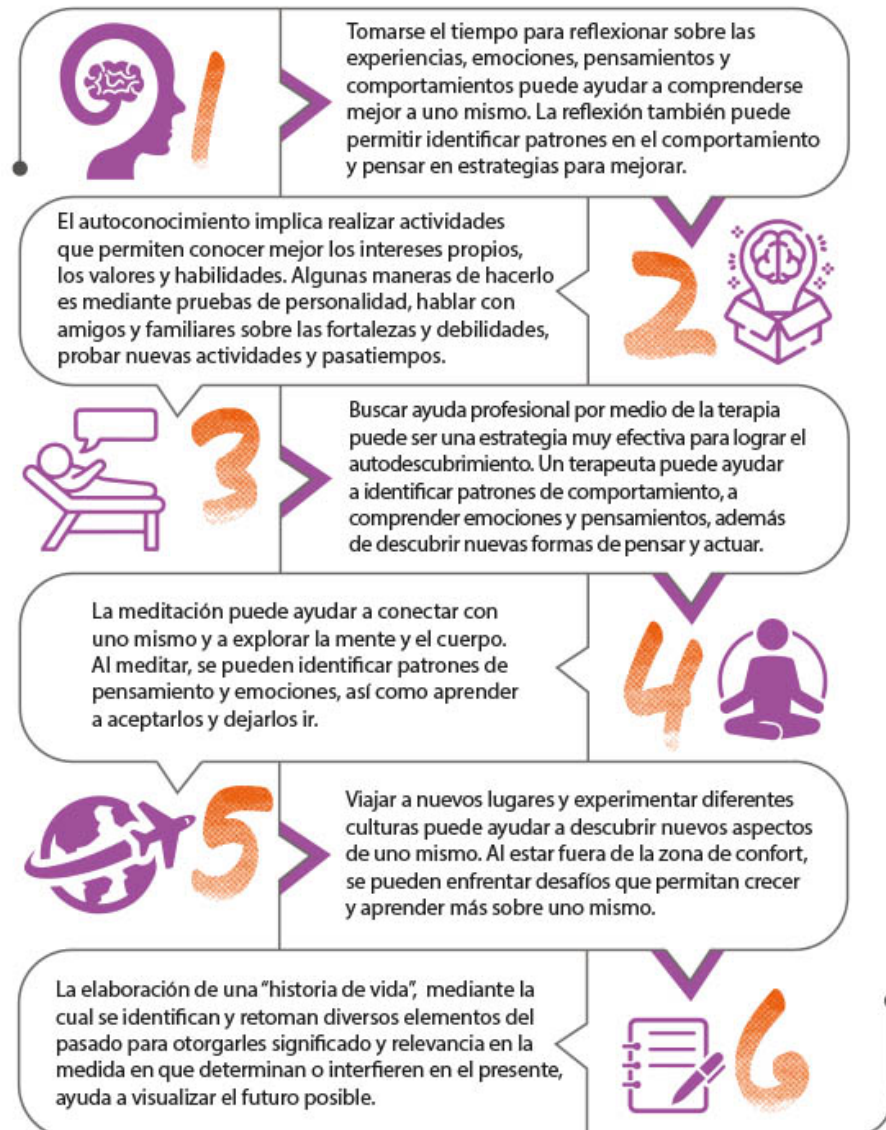 1
Tomarse el tiempo para reflexionar sobre las
experiencias, emociones, pensamientos y
comportamientos puede ayudar a comprenderse
mejor a uno mismo. La reflexión también puede
permitir identificar patrones en el comportamiento
y pensar en estrategias para mejorar.
El autoconocimiento implica realizar actividades
que permiten conocer mejor los intereses propios,
los valores y habilidades. Algunas maneras de hacerlo
es mediante pruebas de personalidad, hablar con
amigos y familiares sobre las fortalezas y debilidades,
probar nuevas actividades y pasatiempos.
2
3
Buscar ayuda profesional por medio de la terapia
puede ser una estrategia muy efectiva para lograr el
autodescubrimiento. Un terapeuta puede ayudar
a identificar patrones de comportamiento, a
comprender emociones y pensamientos, además
de descubrir nuevas formas de pensar y actuar.
La meditación puede ayudar a conectar con
uno mismo y a explorar la mente y el cuerpo.
Al meditar, se pueden identificar patrones de
pensamiento y emociones, así como aprender
a aceptarlos y dejarlos ir.
4
5
Viajar a nuevos lugares y experimentar diferentes
culturas puede ayudar a descubrir nuevos aspectos
de uno mismo. Al estar fuera de la zona de confort,
se pueden enfrentar desafíos que permitan crecer
y aprender más sobre uno mismo.
La elaboración de una “historia de vida”, mediante la
cual se identifican y retoman diversos elementos del
pasado para otorgarles significado y relevancia en la
medida en que determinan o interfieren en el presente,
ayuda a visualizar el futuro posible.
6